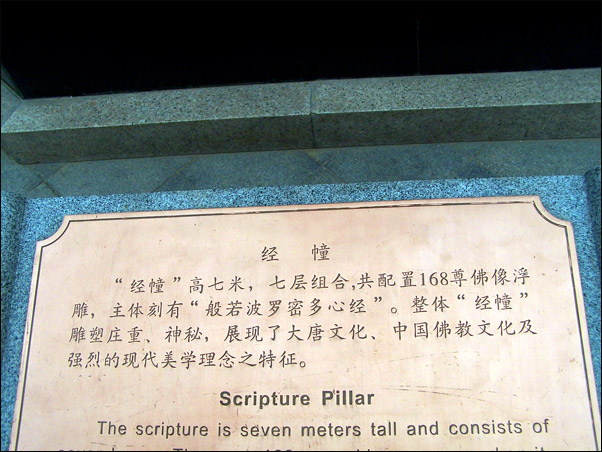 经 幢
“经幢”高七米，七层组合,共配置168尊佛像浮
雕，主体刻有“般若波罗密多心经”。整体“经幢”
雕塑庄重、神秘，展现了大唐文化、中国佛教文化及
强烈的现代美学理念之特征。
Scripture Pillar
The scripture is seven meters tall and consists of